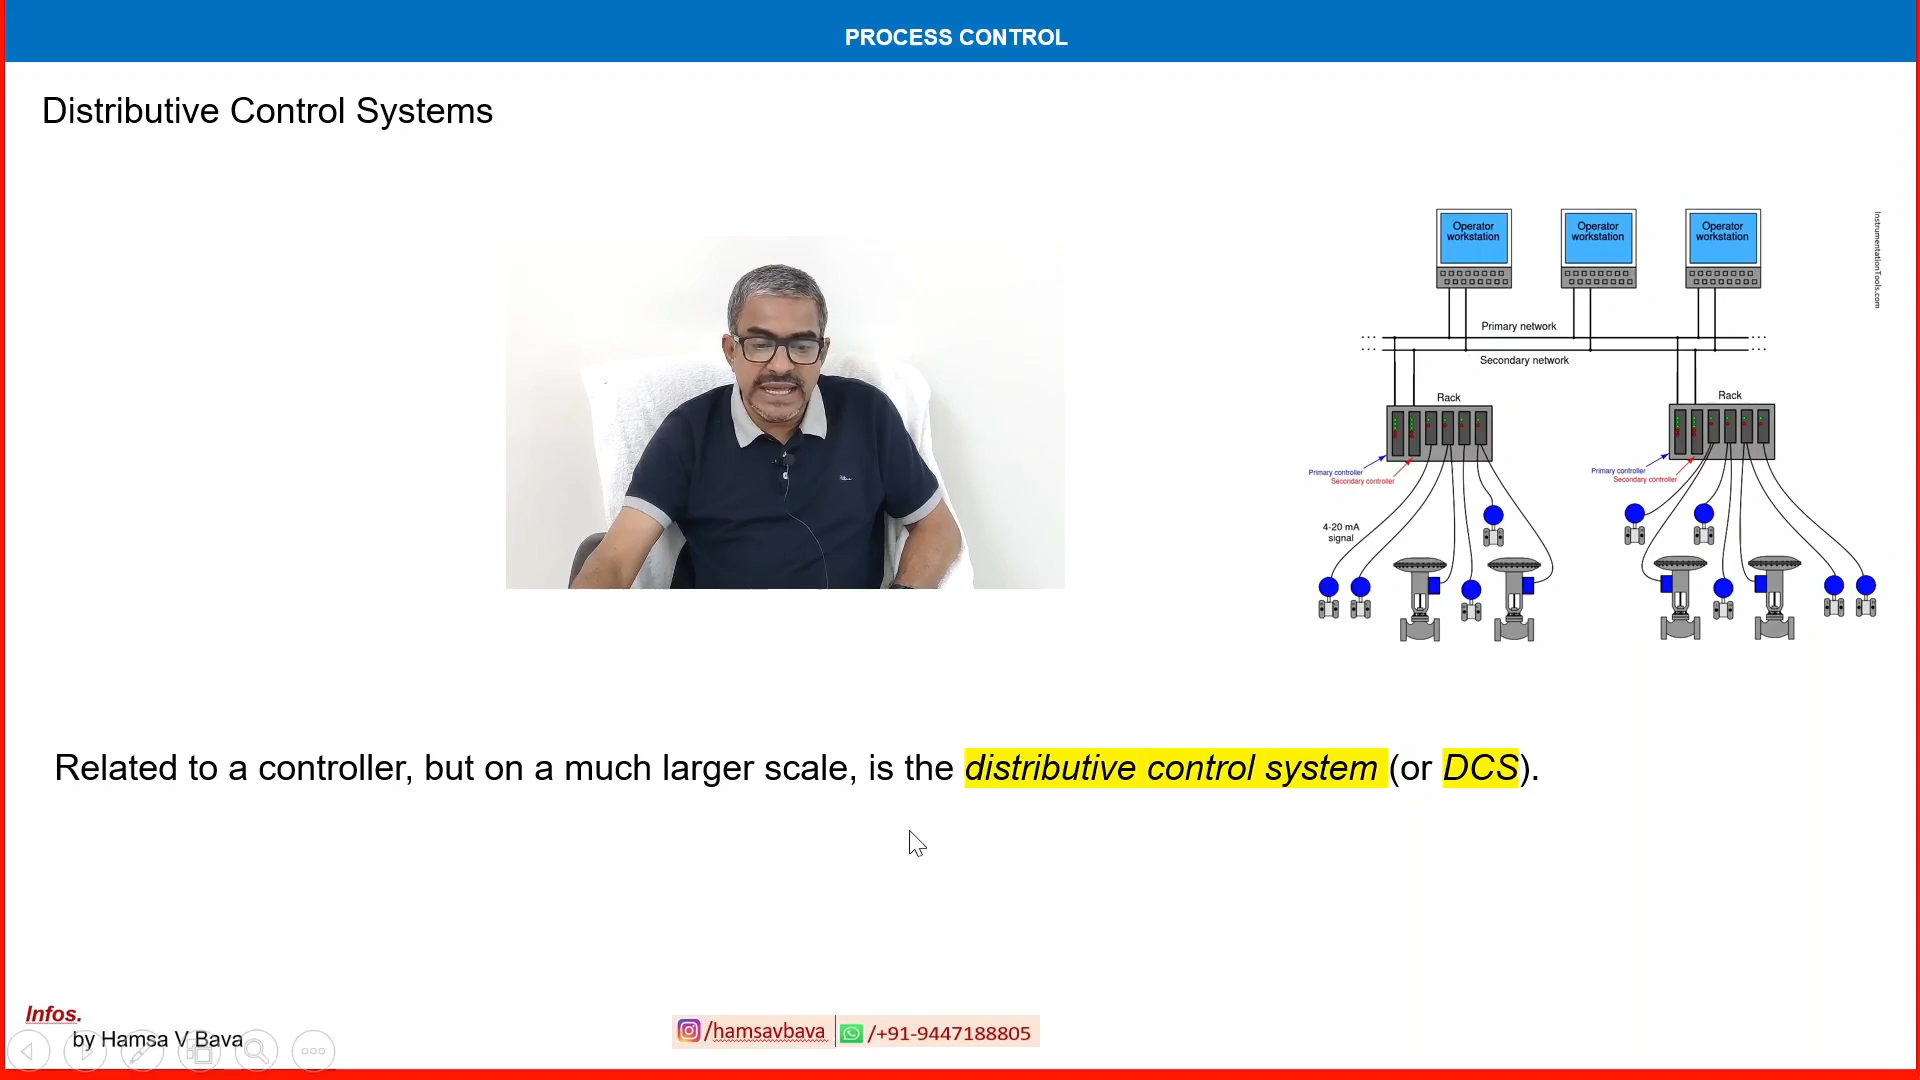 PROCESS CONTROL
Distributive Control Systems
Operator
workstation
Operator
workstation
Operator
workstation
InstrumentationTools.com
Primary network
Secondary network
Rack
Rack
Primary controller
Secondary controller
Primary controller
Secondary controller
4-20 mA
signal
Related to a controller, but on a much larger scale, is the distributive control system (or DCS).
Infos.
by Hamsa V Bava
/hamsavbava
/+91-9447188805